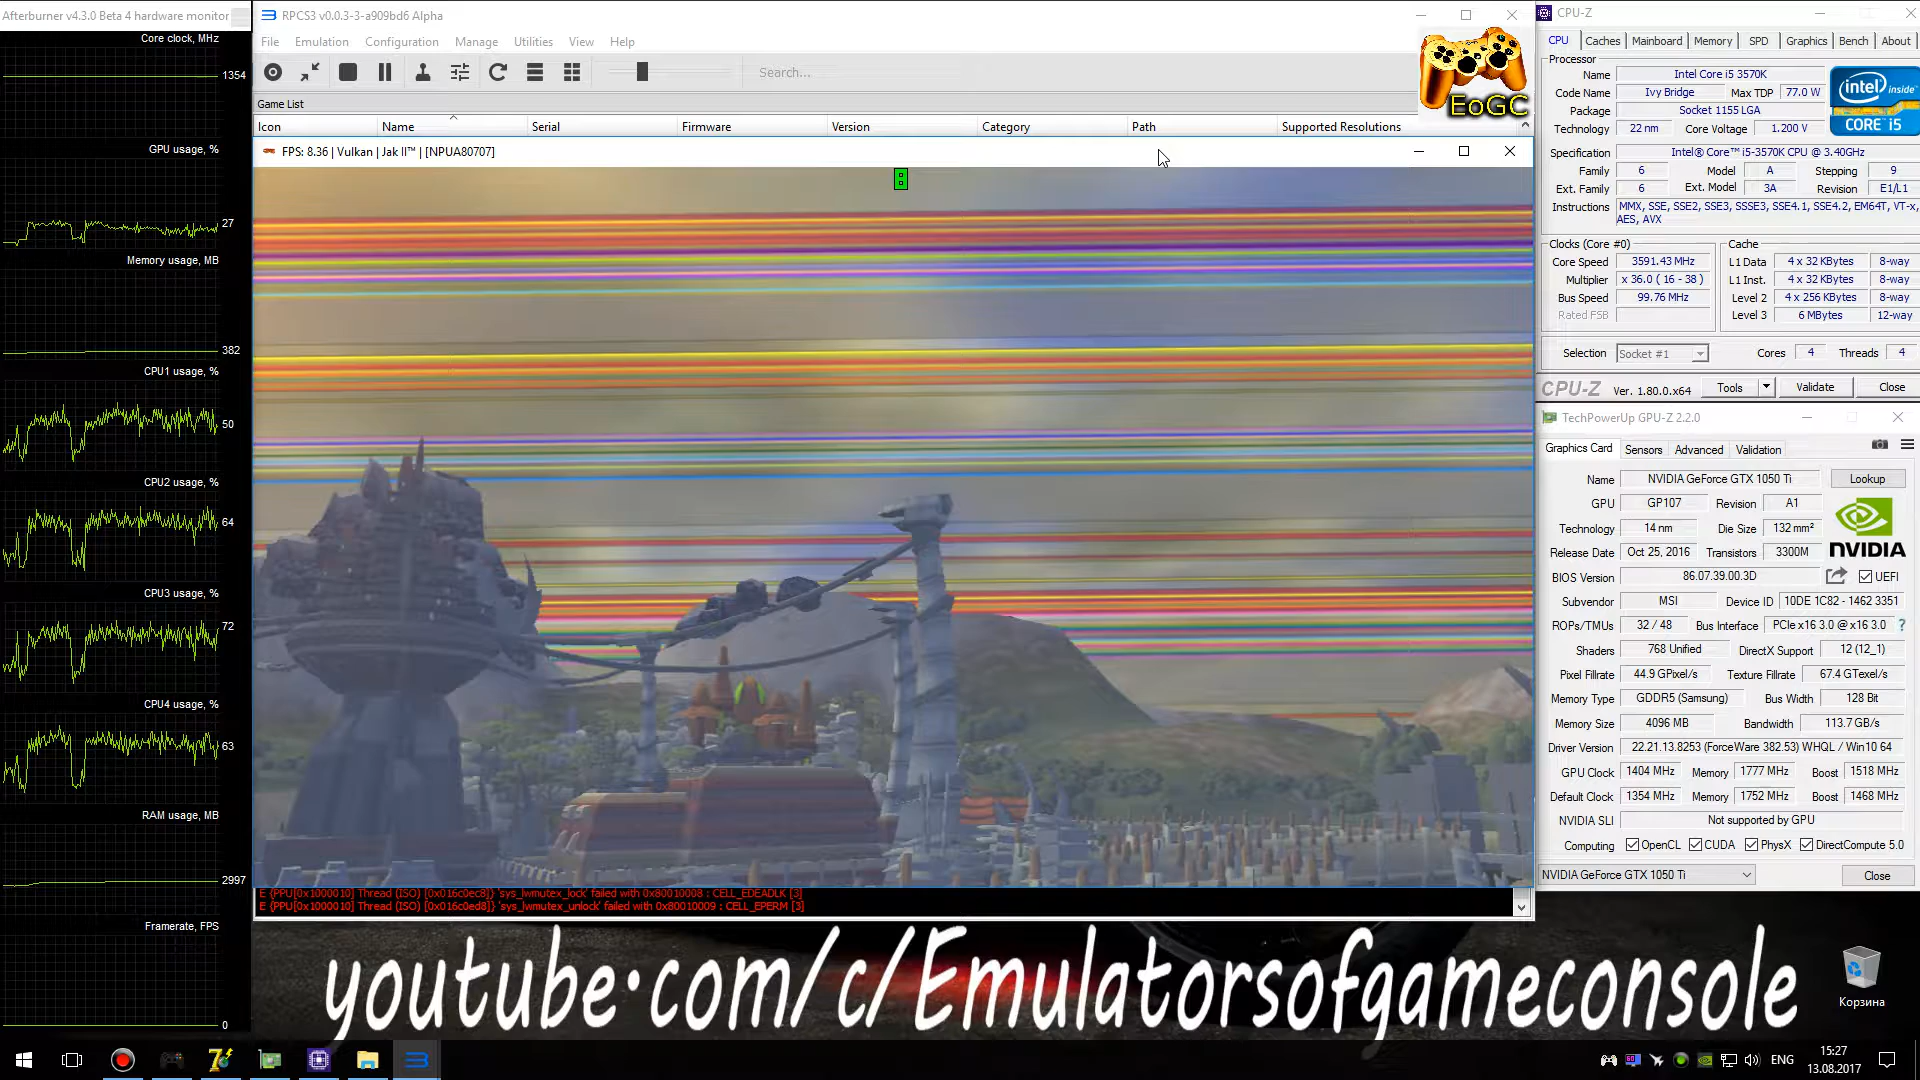 Afterburner v4.3.0 Beta 4 hardware monitor
Core clock, MHz
1354
GPU usage, %
27
Memory usage, MB
382
CPU1 usage, %
50
CPU2 usage, %
64
CPU3 usage, %
72
CPU4 usage, %
63
RAM usage, MB
2997
Framerate, FPS
0
RPCS3 v0.0.3-3-a909bd6 Alpha
File Emulation Configuration Manage Utilities View Help
Search...
EoGC
Game List
Icon Name Serial Firmware Version Category Path Supported Resolutions
FPS: 8.36 | Vulkan | Jak II™ | [NPUA80707]
E {PPU[0x1000010] Thread (ISO) [0x016c0ec8]} 'sys_lwmutex_lock' failed with 0x80010008 : CELL_EDEADLK [3]
E {PPU[0x1000010] Thread (ISO) [0x016c0ed8]} 'sys_lwmutex_unlock' failed with 0x80010009 : CELL_EPERM [3]
CPU-Z
CPU Caches Mainboard Memory SPD Graphics Bench About
Processor
Name Intel Core i5 3570K
Code Name Ivy Bridge Max TDP 77.0 W
Package Socket 1155 LGA
Technology 22 nm Core Voltage 1.200 V
intel inside
CORE i5
Specification Intel® Core™ i5-3570K CPU @ 3.40GHz
Family 6 Model A Stepping 9
Ext. Family 6 Ext. Model 3A Revision E1/L1
Instructions MMX, SSE, SSE2, SSE3, SSSE3, SSE4.1, SSE4.2, EM64T, VT-x,
AES, AVX
Clocks (Core #0) Cache
Core Speed 3591.43 MHz L1 Data 4 x 32 KBytes 8-way
Multiplier x 36.0 ( 16 - 38 ) L1 Inst. 4 x 32 KBytes 8-way
Bus Speed 99.76 MHz Level 2 4 x 256 KBytes 8-way
Rated FSB Level 3 6 MBytes 12-way
Selection Socket #1 Cores 4 Threads 4
CPU-Z Ver. 1.80.0.x64 Tools Validate Close
TechPowerUp GPU-Z 2.2.0
Graphics Card Sensors Advanced Validation
Name NVIDIA GeForce GTX 1050 Ti Lookup
GPU GP107 Revision A1
Technology 14 nm Die Size 132 mm²
Release Date Oct 25, 2016 Transistors 3300M
NVIDIA
BIOS Version 86.07.39.00.3D UEFI
Subvendor MSI Device ID 10DE 1C82 - 1462 3351
ROPs/TMUs 32 / 48 Bus Interface PCIe x16 3.0 @ x16 3.0 ?
Shaders 768 Unified DirectX Support 12 (12_1)
Pixel Fillrate 44.9 GPixel/s Texture Fillrate 67.4 GTexel/s
Memory Type GDDR5 (Samsung) Bus Width 128 Bit
Memory Size 4096 MB Bandwidth 113.7 GB/s
Driver Version 22.21.13.8253 (ForceWare 382.53) WHQL / Win10 64
GPU Clock 1404 MHz Memory 1777 MHz Boost 1518 MHz
Default Clock 1354 MHz Memory 1752 MHz Boost 1468 MHz
NVIDIA SLI Not supported by GPU
Computing OpenCL CUDA PhysX DirectCompute 5.0
NVIDIA GeForce GTX 1050 Ti Close
youtube.com/c/Emulatorsofgameconsole
Корзина
ENG
15:27
13.08.2017